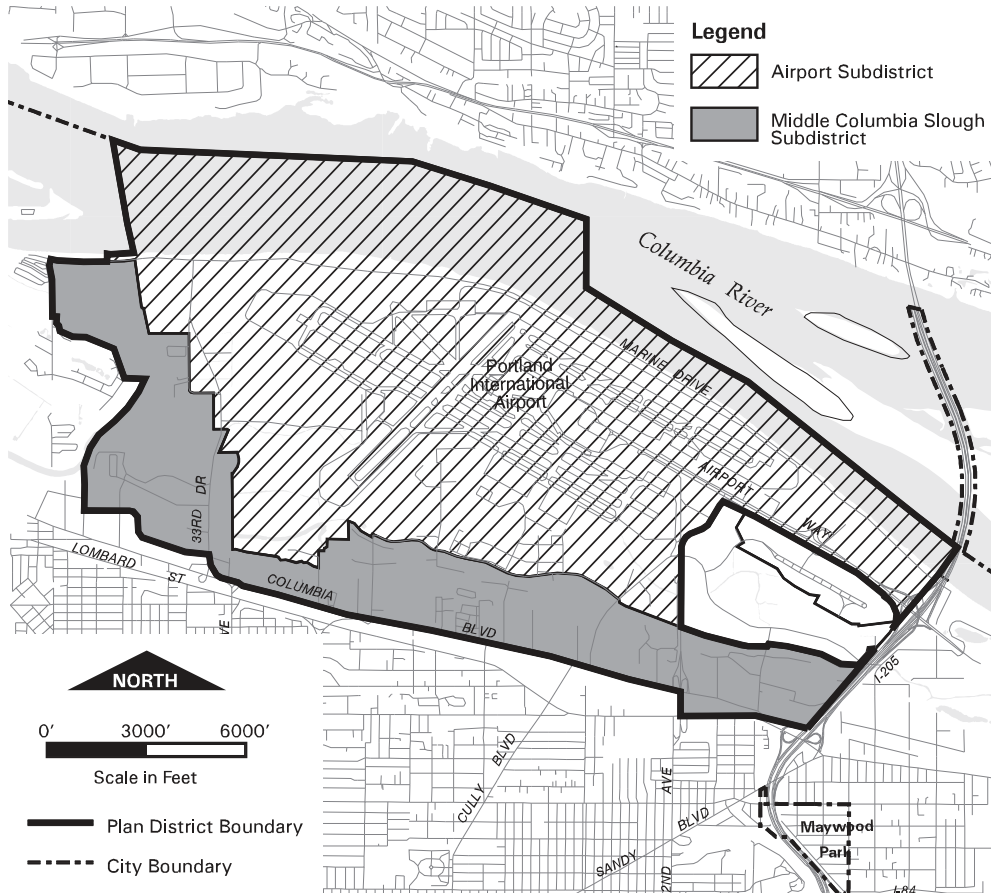 Legend
Airport Subdistrict
Middle Columbia Slough
Subdistrict
Columbia River
MARINE DRIVE
Portland
International
Airport
AIRPORT
WAY
33RD DR
LOMBARD
ST
COLUMBIA
BLVD
VE
I-205
NORTH
0' 3000' 6000'
Scale in Feet
CULLY BLVD
AVE
2ND
SANDY BLVD
Maywood
Park
I-84
Plan District Boundary
City Boundary